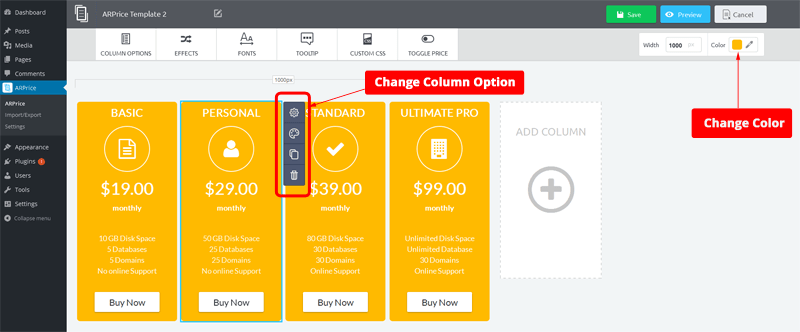 Dashboard
Posts
Media
Pages
Comments
ARPrice
ARPrice
Import/Export
Settings
Appearance
Plugins 1
Users
Tools
Settings
Collapse menu
ARPrice Template 2
Save
Preview
Cancel
COLUMN OPTIONS
EFFECTS
FONTS
TOOLTIP
CUSTOM CSS
TOGGLE PRICE
Width 1000 PX
Color
1000px
Change Column Option
Change Color
BASIC
$19.00
monthly
10 GB Disk Space
5 Databases
5 Domains
No online Support
Buy Now
PERSONAL
$29.00
monthly
50 GB Disk Space
25 Databases
25 Domains
No online Support
Buy Now
TANDARD
$39.00
monthly
80 GB Disk Space
30 Databases
30 Domains
Online Support
Buy Now
ULTIMATE PRO
$99.00
monthly
Unlimited Disk Space
Unlimited Database
30 Domains
Online Support
Buy Now
ADD COLUMN